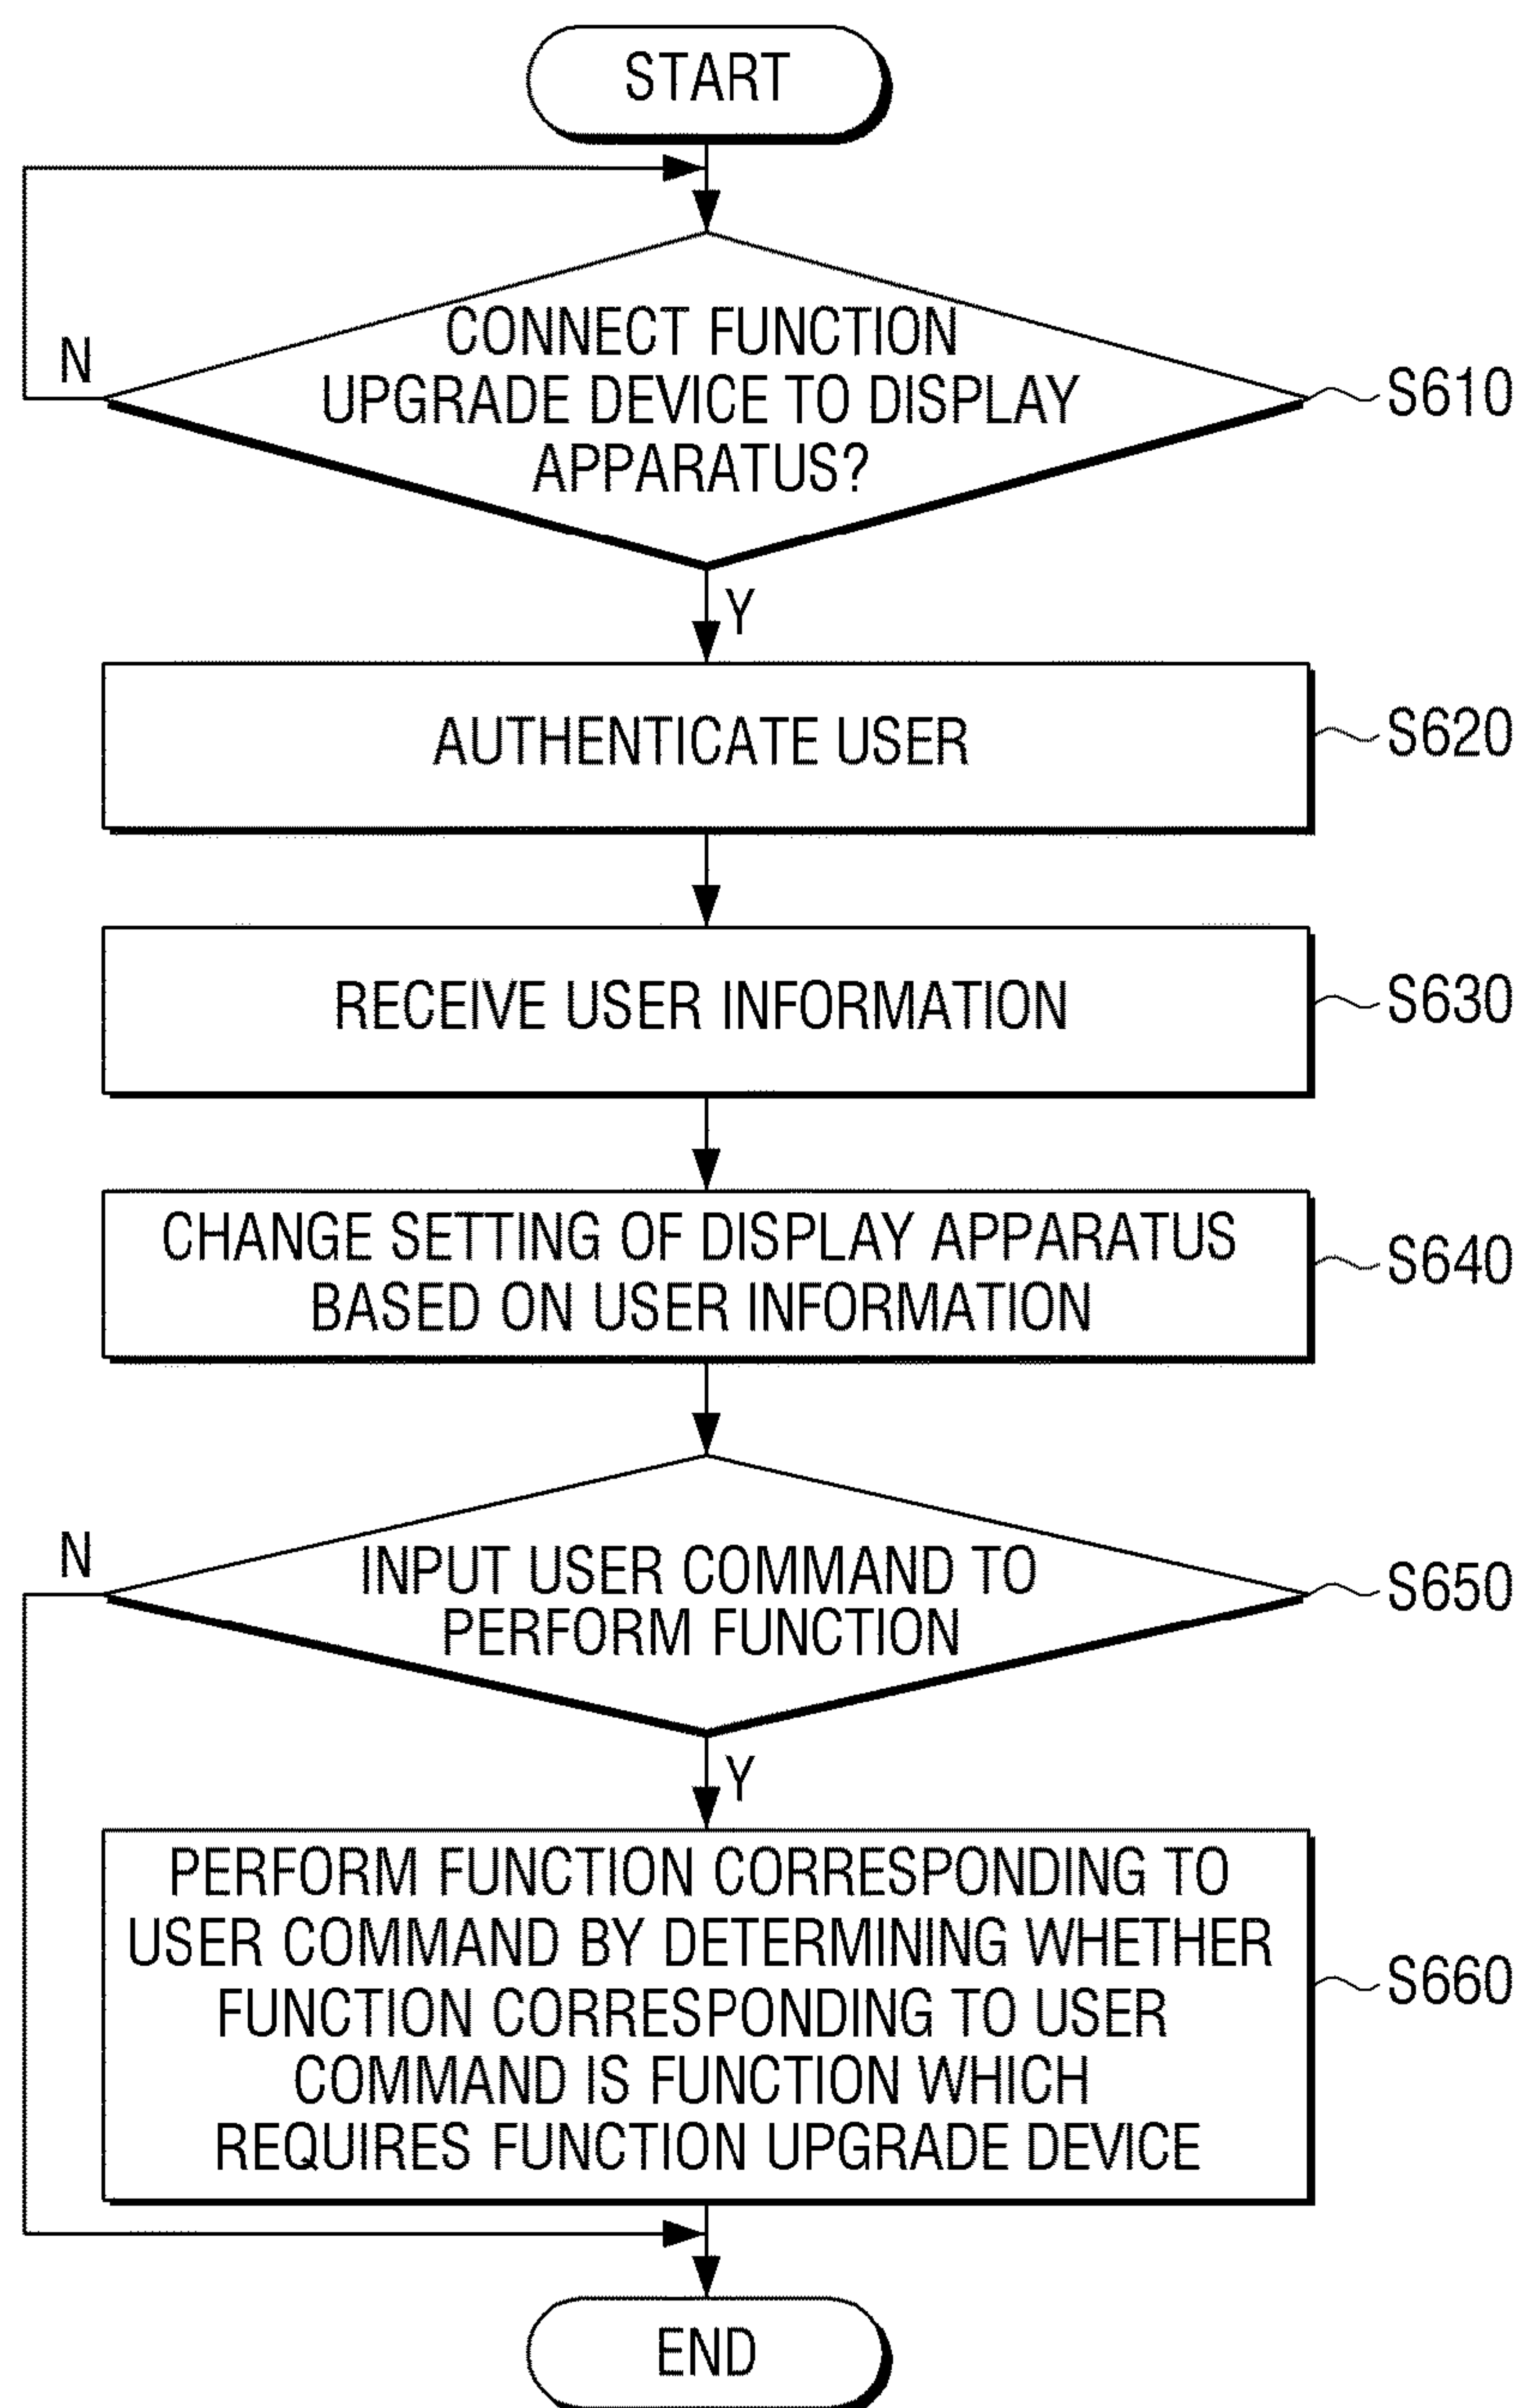 START
CONNECT FUNCTION
UPGRADE DEVICE TO DISPLAY
APPARATUS?
N
S610
Y
AUTHENTICATE USER
S620
RECEIVE USER INFORMATION
S630
CHANGE SETTING OF DISPLAY APPARATUS
BASED ON USER INFORMATION
S640
N
INPUT USER COMMAND TO
PERFORM FUNCTION
S650
Y
PERFORM FUNCTION CORRESPONDING TO
USER COMMAND BY DETERMINING WHETHER
FUNCTION CORRESPONDING TO USER
COMMAND IS FUNCTION WHICH
REQUIRES FUNCTION UPGRADE DEVICE
S660
END